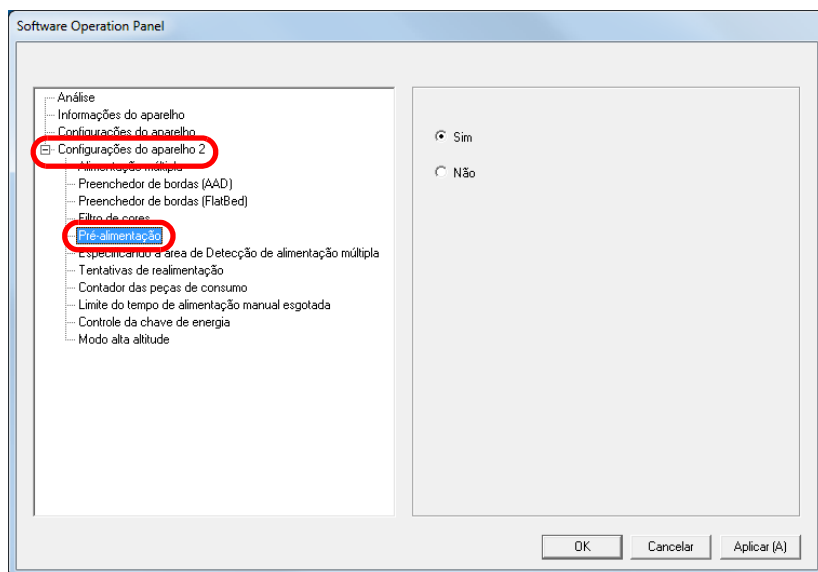 Software Operation Panel
Análise
Informações do aparelho
Configurações do aparelho
Configurações do aparelho 2
Alimentação múltipla
Preenchedor de bordas (AAD)
Preenchedor de bordas (FlatBed)
Filtro de cores
Pré-alimentação
Especificando a área de Detecção de alimentação múltipla
Tentativas de realimentação
Contador das peças de consumo
Limite do tempo de alimentação manual esgotada
Controle da chave de energia
Modo alta altitude
Sim
Não
OK
Cancelar
Aplicar (A)